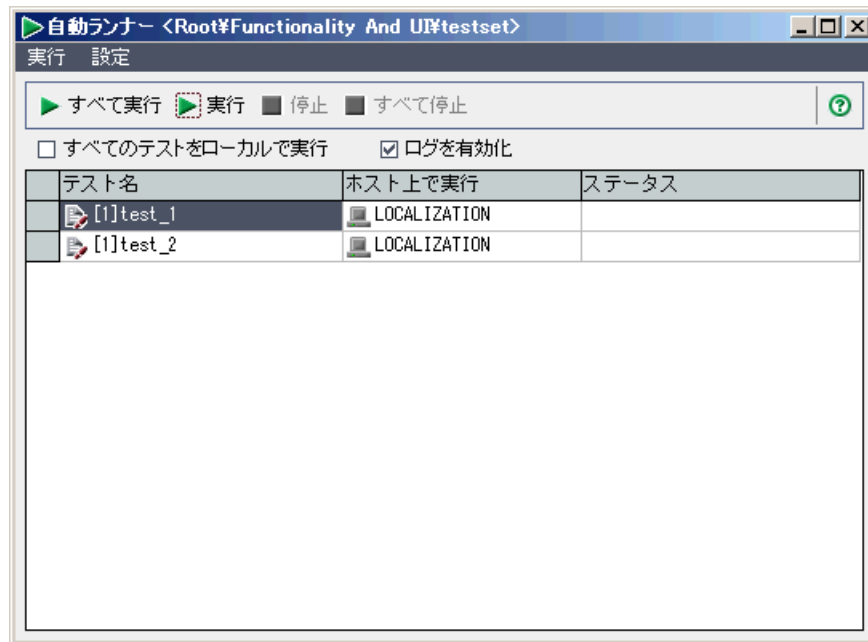 自動ランナー <Root¥Functionality And UI¥testset>
実行 設定
すべて実行 実行 停止 すべて停止
すべてのテストをローカルで実行 ログを有効化
テスト名 ホスト上で実行 ステータス
[1]test_1 LOCALIZATION
[1]test_2 LOCALIZATION